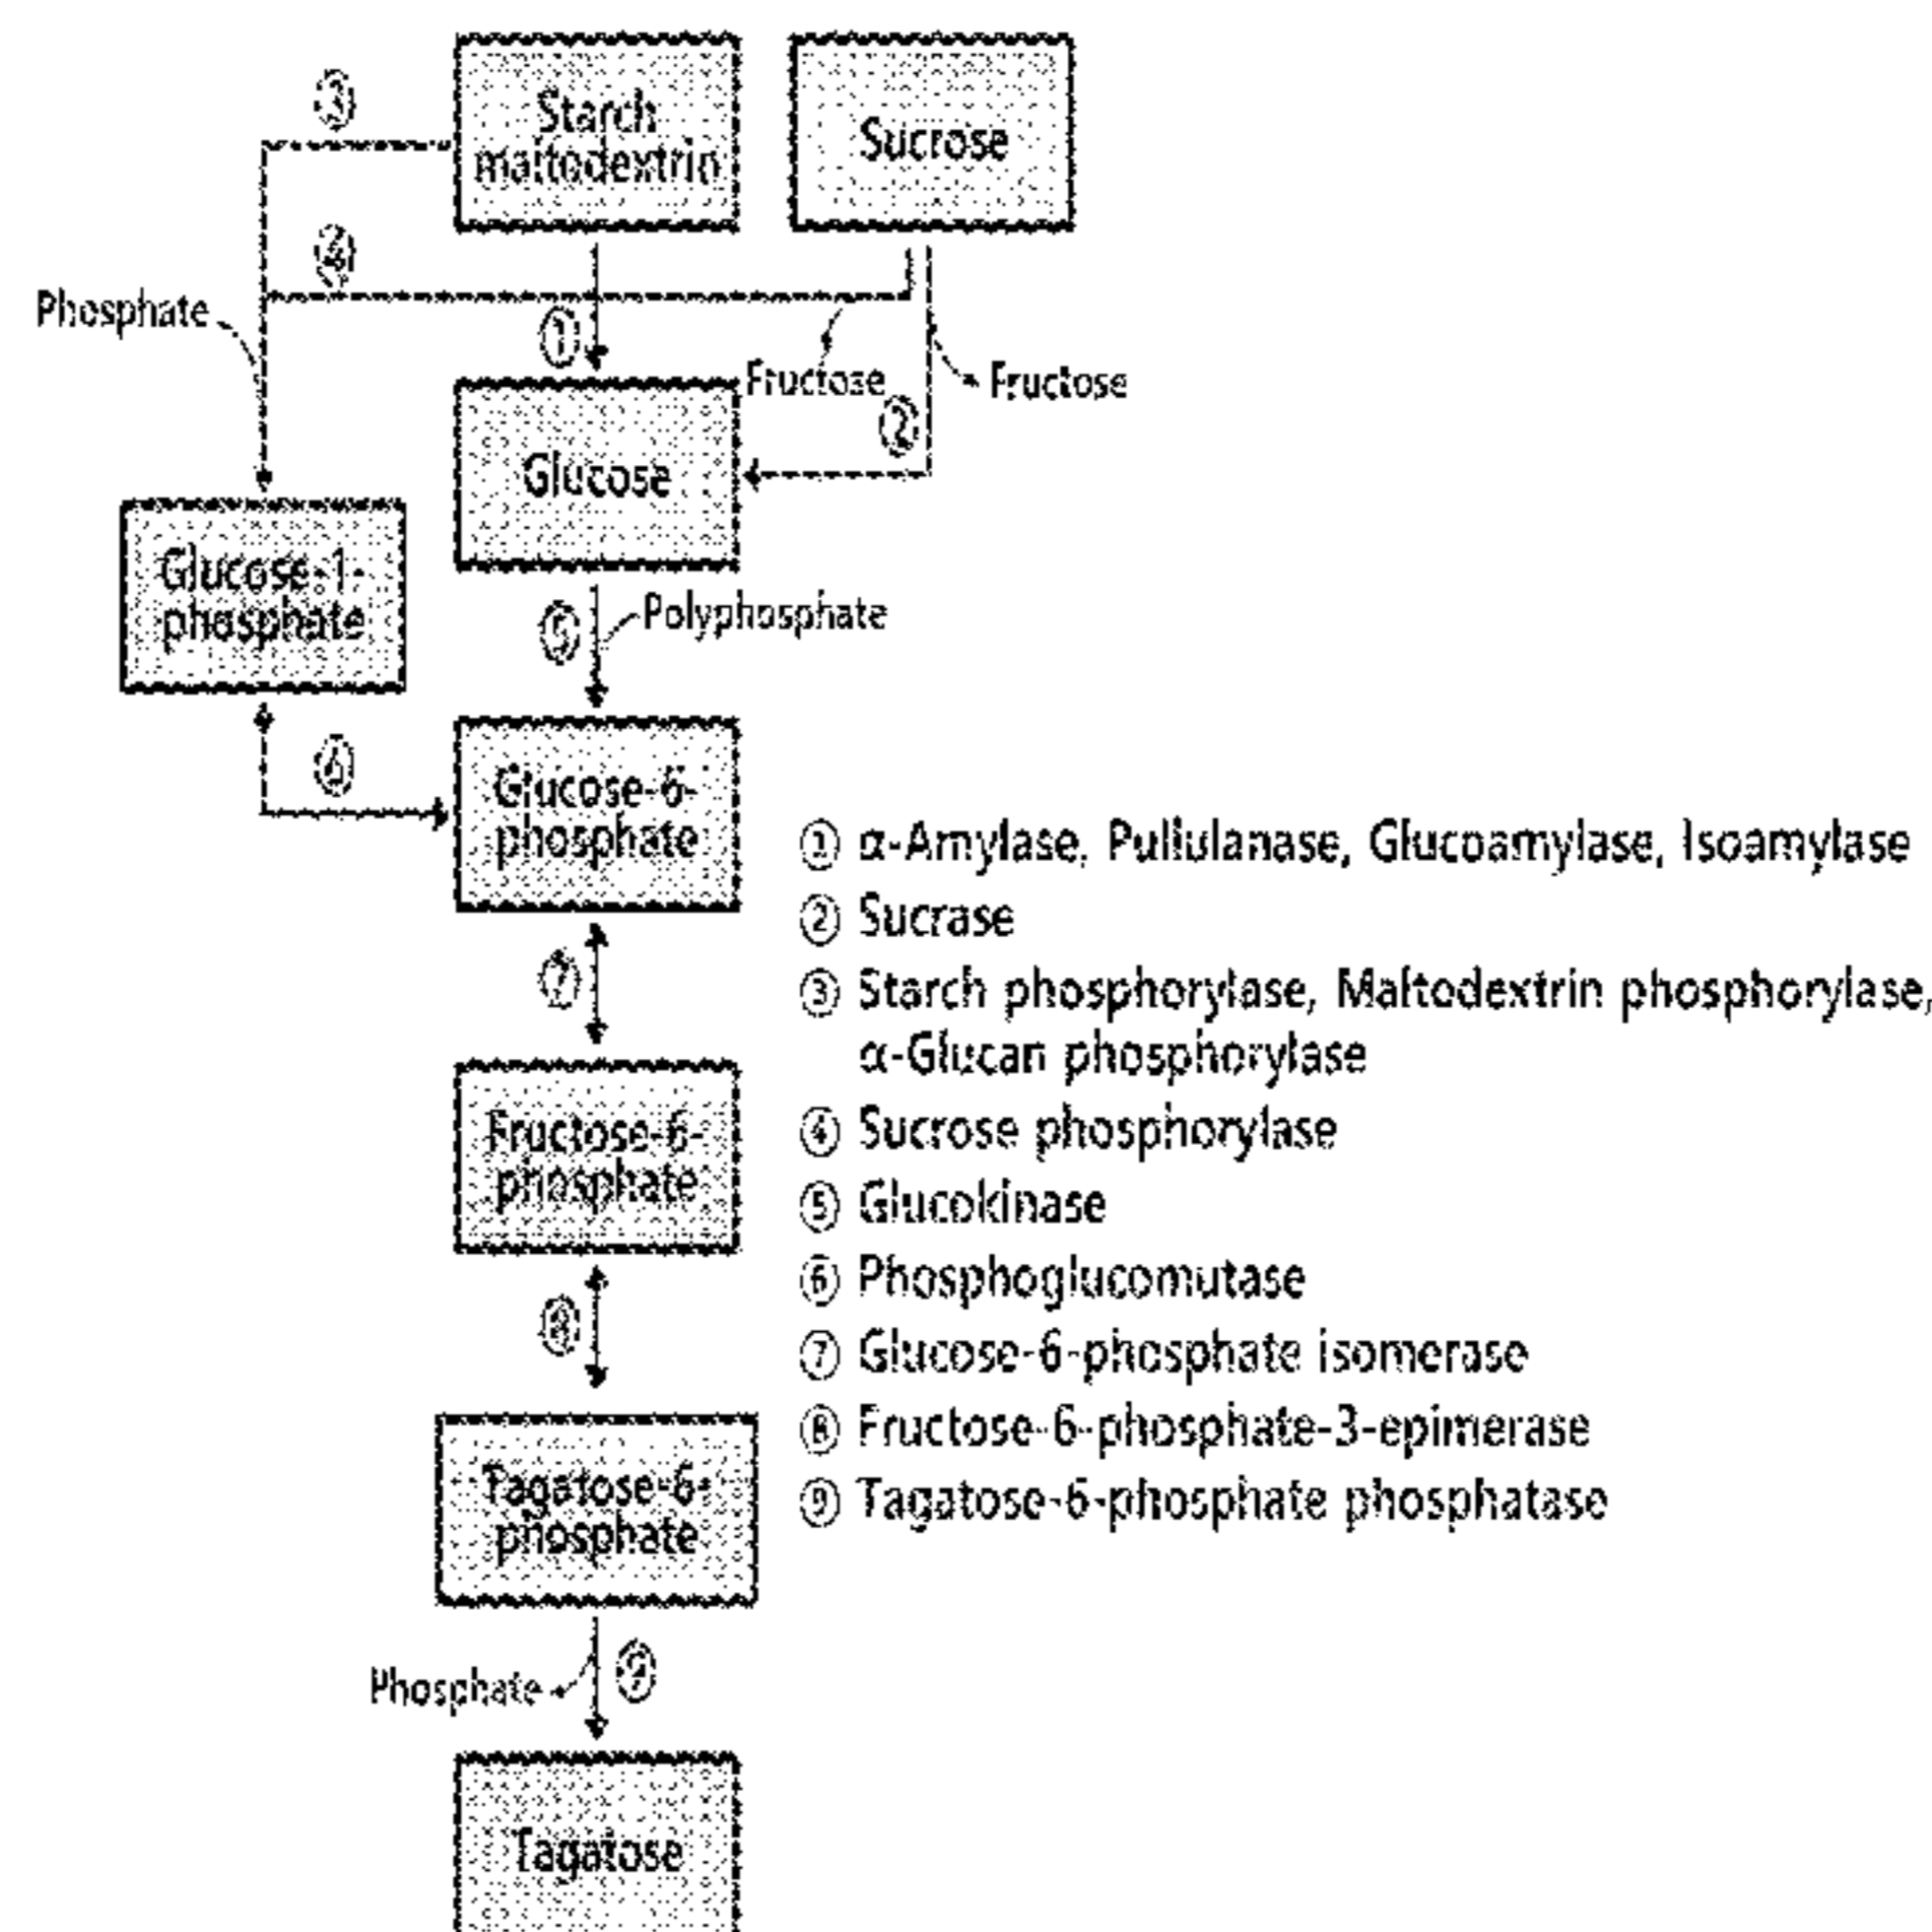 ③
Starch
maltodextrin
Sucrose
④
Phosphate
①
Fructose
Fructose
②
Glucose
Glucose-1-
phosphate
⑤
Polyphosphate
⑥
Glucose-6-
phosphate
⑦
Fructose-6-
phosphate
⑧
Tagatose-6-
phosphate
Phosphate
⑨
Tagatose
① α-Amylase, Pullulanase, Glucoamylase, Isoamylase
② Sucrase
③ Starch phosphorylase, Maltodextrin phosphorylase,
α-Glucan phosphorylase
④ Sucrose phosphorylase
⑤ Glucokinase
⑥ Phosphoglucomutase
⑦ Glucose-6-phosphate isomerase
⑧ Fructose-6-phosphate-3-epimerase
⑨ Tagatose-6-phosphate phosphatase